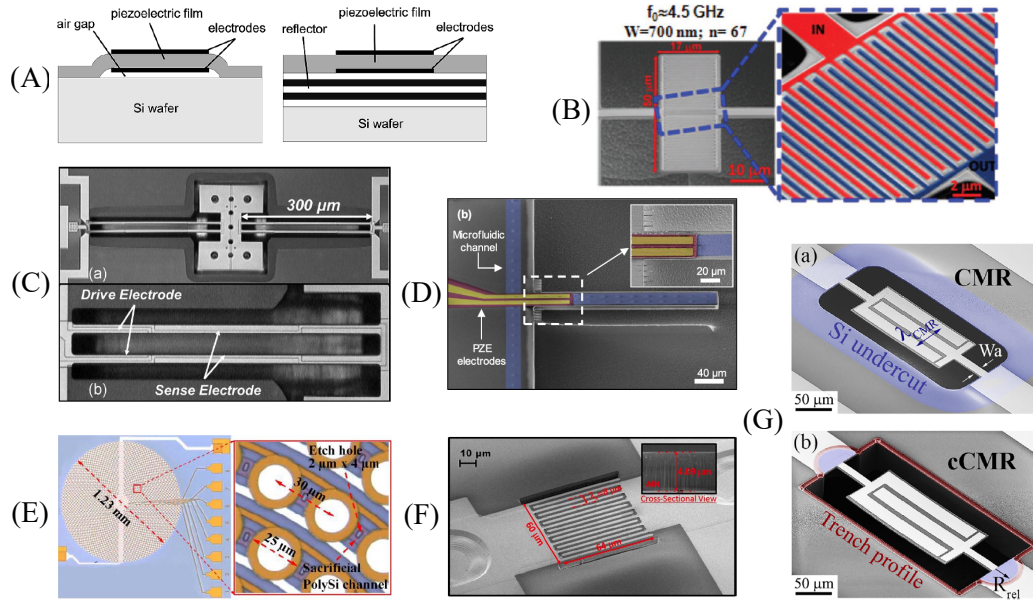 (A)
air gap
piezoelectric film
electrodes
Si wafer
reflector
piezoelectric film
electrodes
Si wafer
(B)
f₀≈4.5 GHz
W=700 nm; n= 67
17 μm
50 μm
10 μm
IN
OUT
2 μm
(C)
300 μm
(a)
Drive Electrode
Sense Electrode
(b)
(D)
(b)
Microfluidic
channel
PZE
electrodes
20 μm
40 μm
(E)
1.23 mm
Etch hole
2 μm x 4 μm
30 μm
25 μm
Sacrificial
PolySi channel
(F)
10 μm
60 μm
Cross-Sectional View
(G)
(a)
CMR
λCMR
Wa
Si undercut
50 μm
(b)
cCMR
Trench profile
Rrel
50 μm